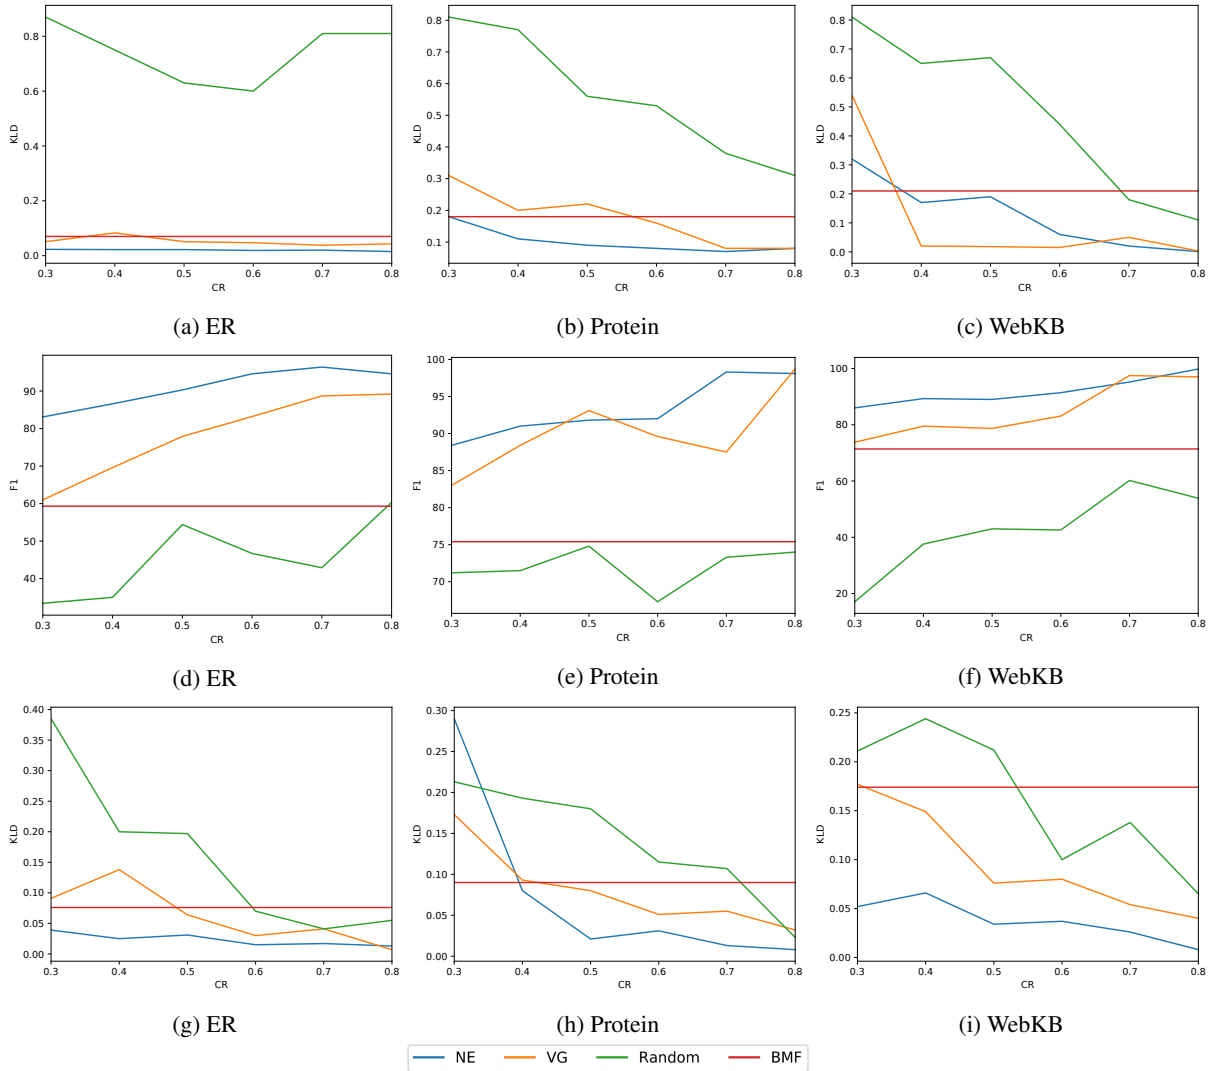 0.8
0.6
0.4
0.2
0.0
KLD
0.3 0.4 0.5 0.6 0.7 0.8
CR
(a) ER
0.8
0.7
0.6
0.5
0.4
0.3
0.2
0.1
KLD
0.3 0.4 0.5 0.6 0.7 0.8
CR
(b) Protein
0.8
0.7
0.6
0.5
0.4
0.3
0.2
0.1
0.0
KLD
0.3 0.4 0.5 0.6 0.7 0.8
CR
(c) WebKB
90
80
70
60
50
40
F1
0.3 0.4 0.5 0.6 0.7 0.8
CR
(d) ER
100
95
90
85
80
75
70
F1
0.3 0.4 0.5 0.6 0.7 0.8
CR
(e) Protein
100
80
60
40
20
F1
0.3 0.4 0.5 0.6 0.7 0.8
CR
(f) WebKB
0.40
0.35
0.30
0.25
0.20
0.15
0.10
0.05
0.00
KLD
0.3 0.4 0.5 0.6 0.7 0.8
CR
(g) ER
0.30
0.25
0.20
0.15
0.10
0.05
0.00
KLD
0.3 0.4 0.5 0.6 0.7 0.8
CR
(h) Protein
0.25
0.20
0.15
0.10
0.05
0.00
KLD
0.3 0.4 0.5 0.6 0.7 0.8
CR
(i) WebKB
NE VG Random BMF